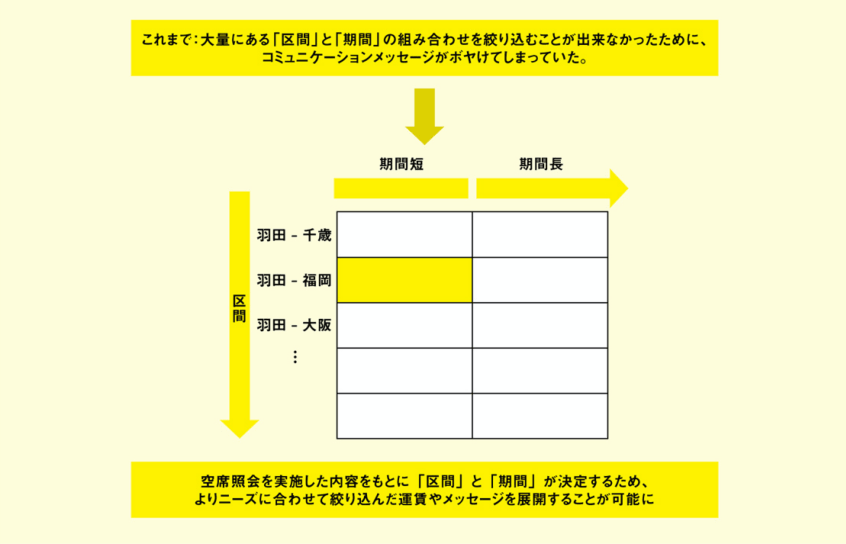 これまで：大量にある「区間」と「期間」の組み合わせを絞り込むことが出来なかったために、
コミュニケーションメッセージがボヤけてしまっていた。
期間短
期間長
区間
羽田 – 千歳
羽田 – 福岡
羽田 – 大阪
⋮
空席照会を実施した内容をもとに「区間」と「期間」が決定するため、
よりニーズに合わせて絞り込んだ運賃やメッセージを展開することが可能に